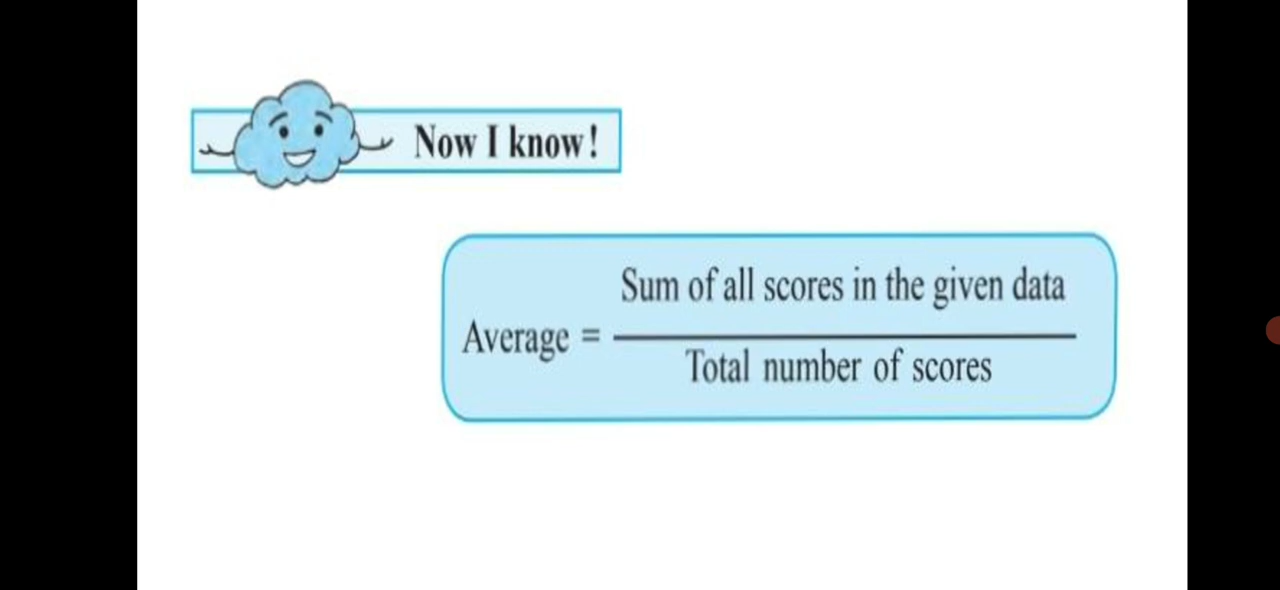 Now I know!
Sum of all scores in the given data
Average =
Total number of scores